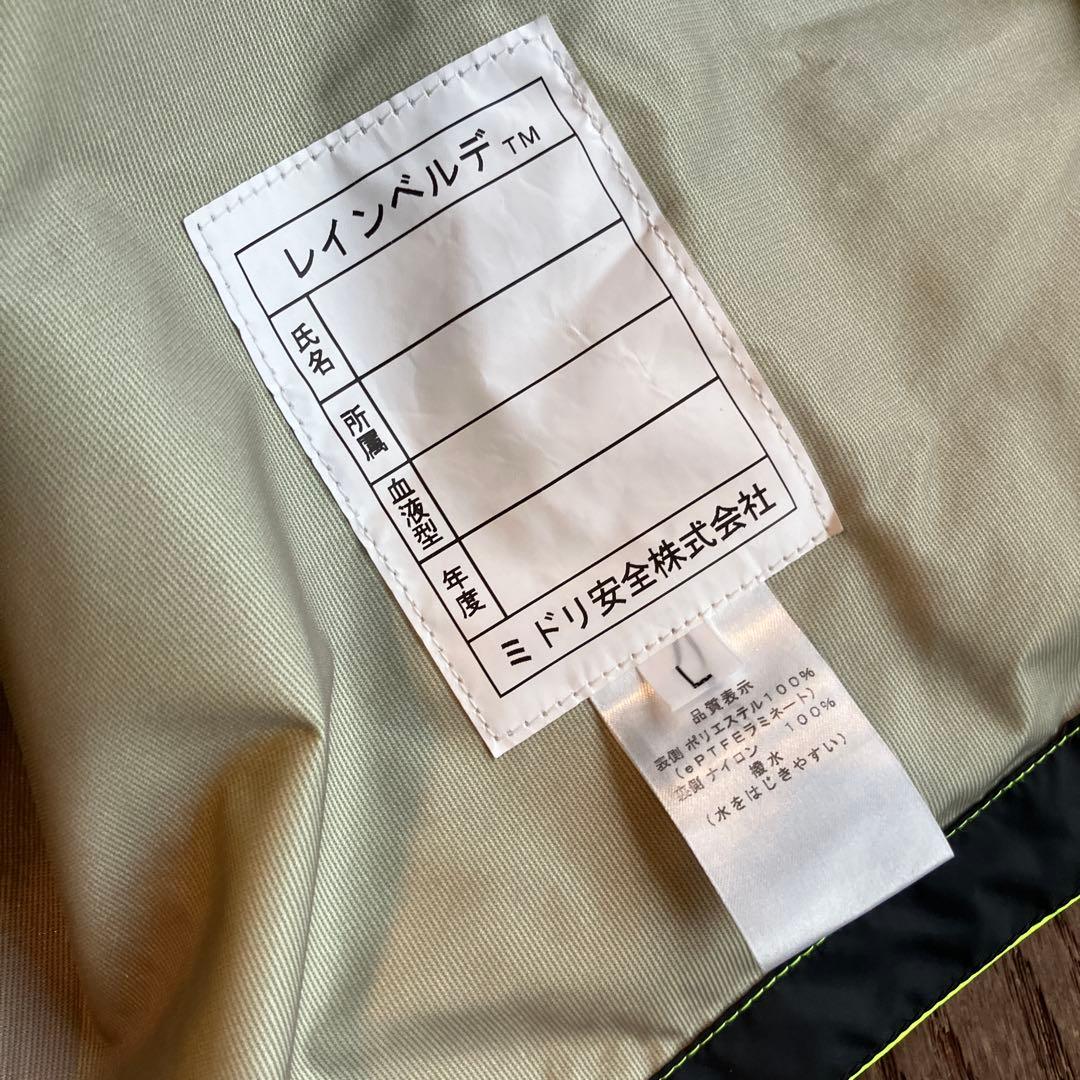 レインベルデ TM
氏名
所属
血液型
年度
ミドリ安全株式会社
L
品質表示
表側 ポリエステル100%
(ePTFEラミネート)
裏側 ナイロン 100%
撥水
(水をはじきやすい)